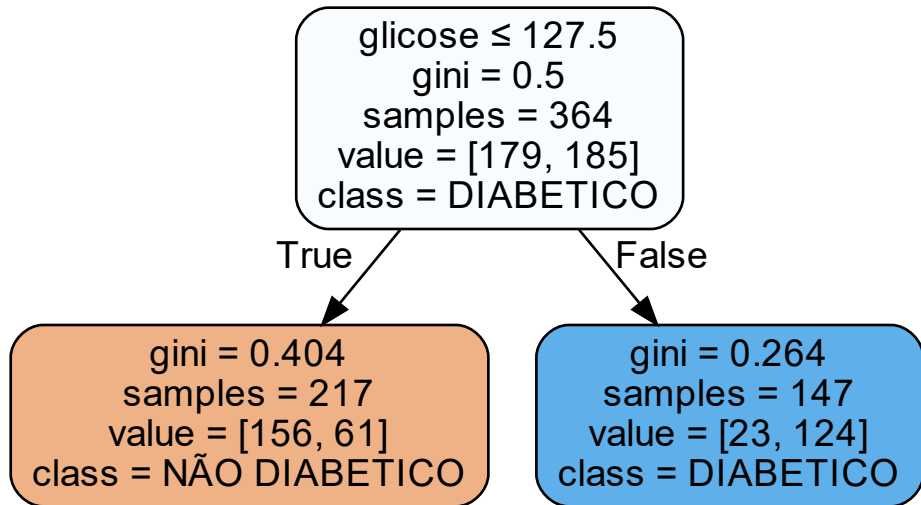 glicose ≤ 127.5
gini = 0.5
samples = 364
value = [179, 185]
class = DIABETICO
True
False
gini = 0.404
samples = 217
value = [156, 61]
class = NÃO DIABETICO
gini = 0.264
samples = 147
value = [23, 124]
class = DIABETICO